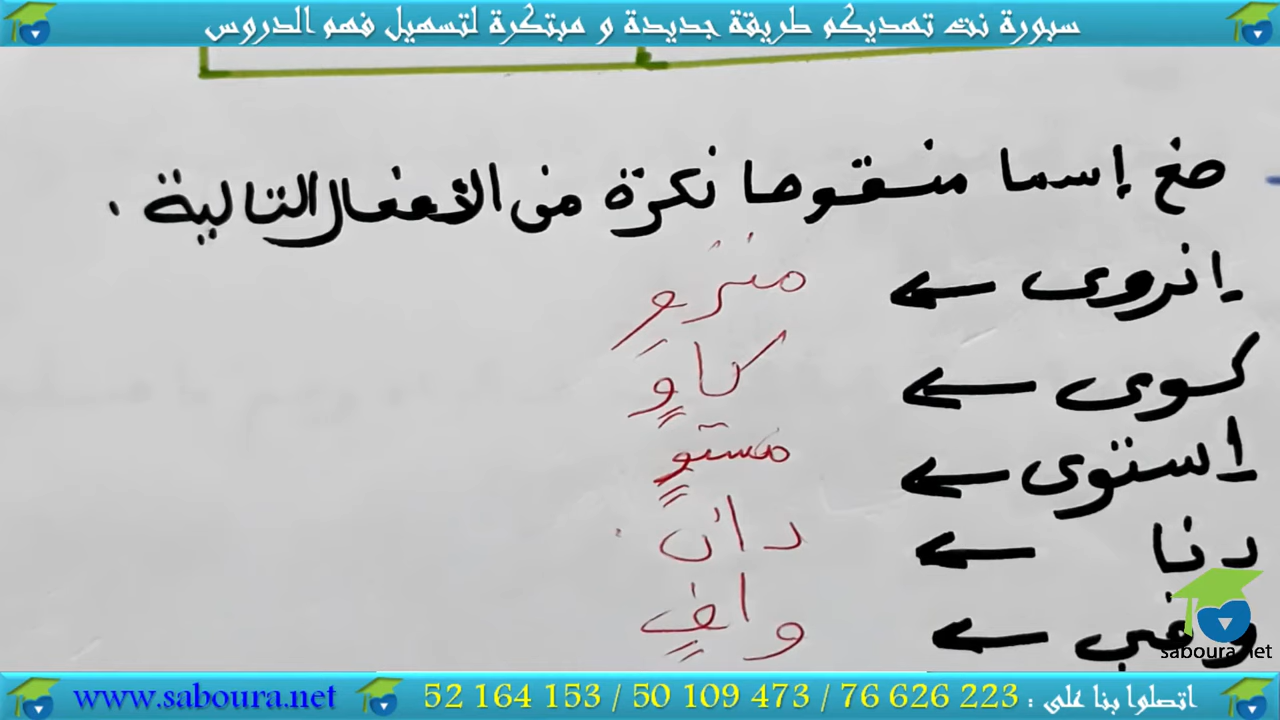 سبورة نت تهديكم طريقة جديدة و مبتكرة لتسهيل فهم الدروس
صغ إسما منقوصا نكرة من الأفعال التالية .
إنزوى ← منزوٍ
كوى ← كاوٍ
إستوى ← مستوٍ
دنا ← دان
وفى ← وافٍ
saboura.net
www.saboura.net
اتصلوا بنا على : 223 626 76 / 473 109 50 / 153 164 52